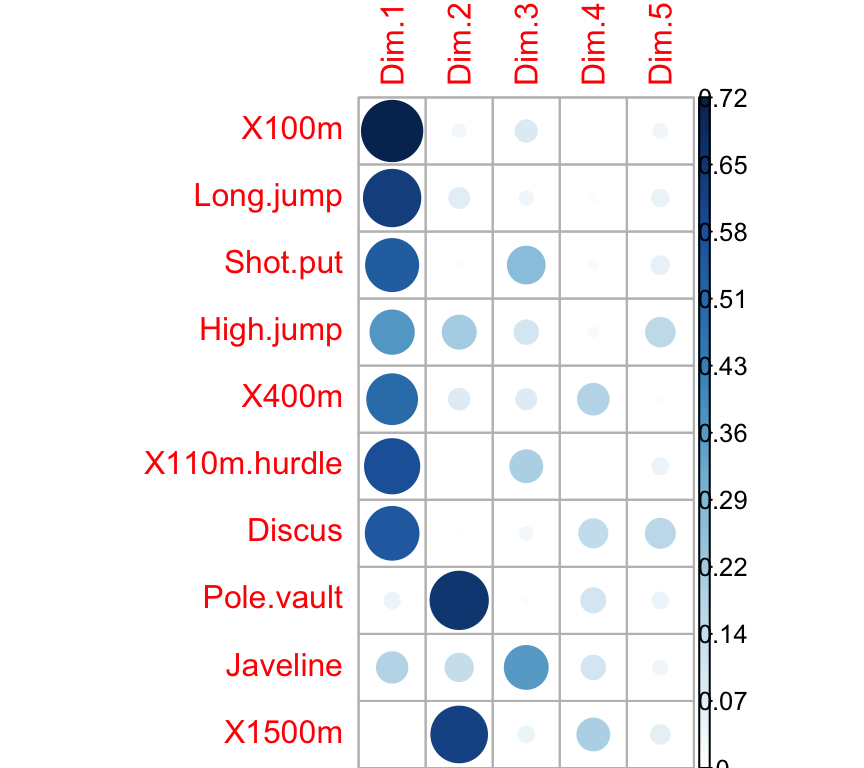 Dim.1 Dim.2 Dim.3 Dim.4 Dim.5
X100m
Long.jump
Shot.put
High.jump
X400m
X110m.hurdle
Discus
Pole.vault
Javeline
X1500m
0.72
0.65
0.58
0.51
0.43
0.36
0.29
0.22
0.14
0.07
0